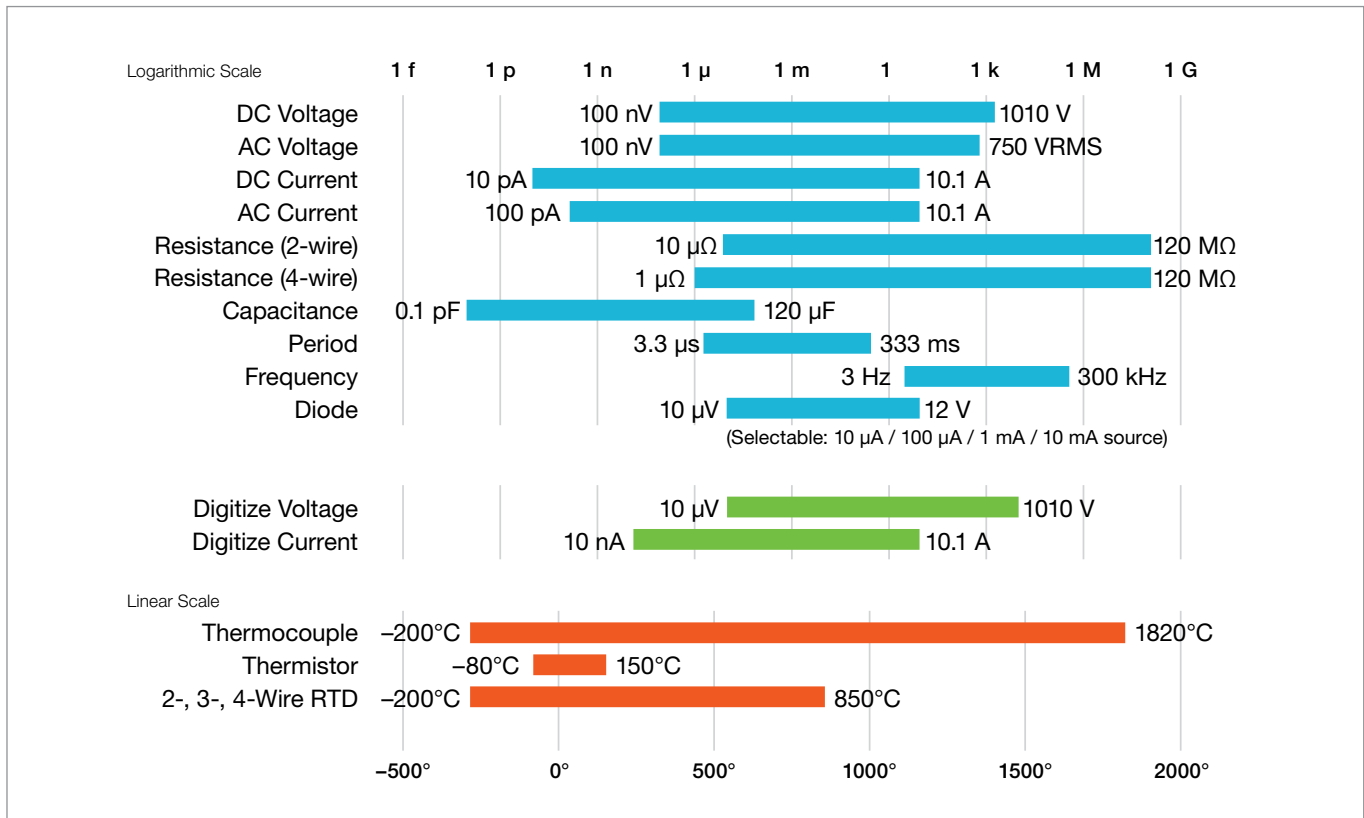 Logarithmic Scale 1 f 1 p 1 n 1 µ 1 m 1 1 k 1 M 1 G
DC Voltage 100 nV 1010 V
AC Voltage 100 nV 750 VRMS
DC Current 10 pA 10.1 A
AC Current 100 pA 10.1 A
Resistance (2-wire) 10 µΩ 120 MΩ
Resistance (4-wire) 1 µΩ 120 MΩ
Capacitance 0.1 pF 120 µF
Period 3.3 µs 333 ms
Frequency 3 Hz 300 kHz
Diode 10 µV 12 V
(Selectable: 10 µA / 100 µA / 1 mA / 10 mA source)
Digitize Voltage 10 µV 1010 V
Digitize Current 10 nA 10.1 A
Linear Scale
Thermocouple –200°C 1820°C
Thermistor –80°C 150°C
2-, 3-, 4-Wire RTD –200°C 850°C
–500° 0° 500° 1000° 1500° 2000°